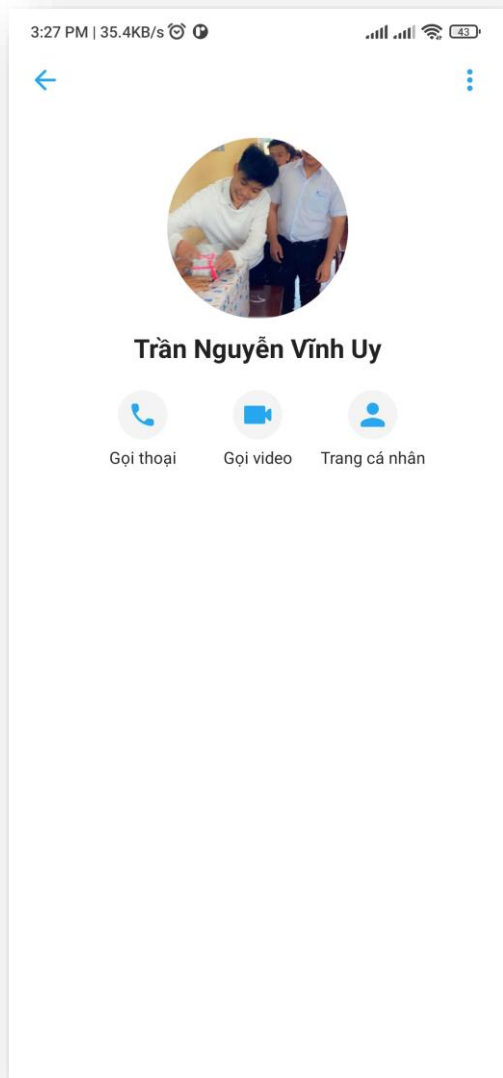 3:27 PM | 35.4KB/s
43
Trần Nguyễn Vĩnh Uy
Gọi thoại Gọi video Trang cá nhân